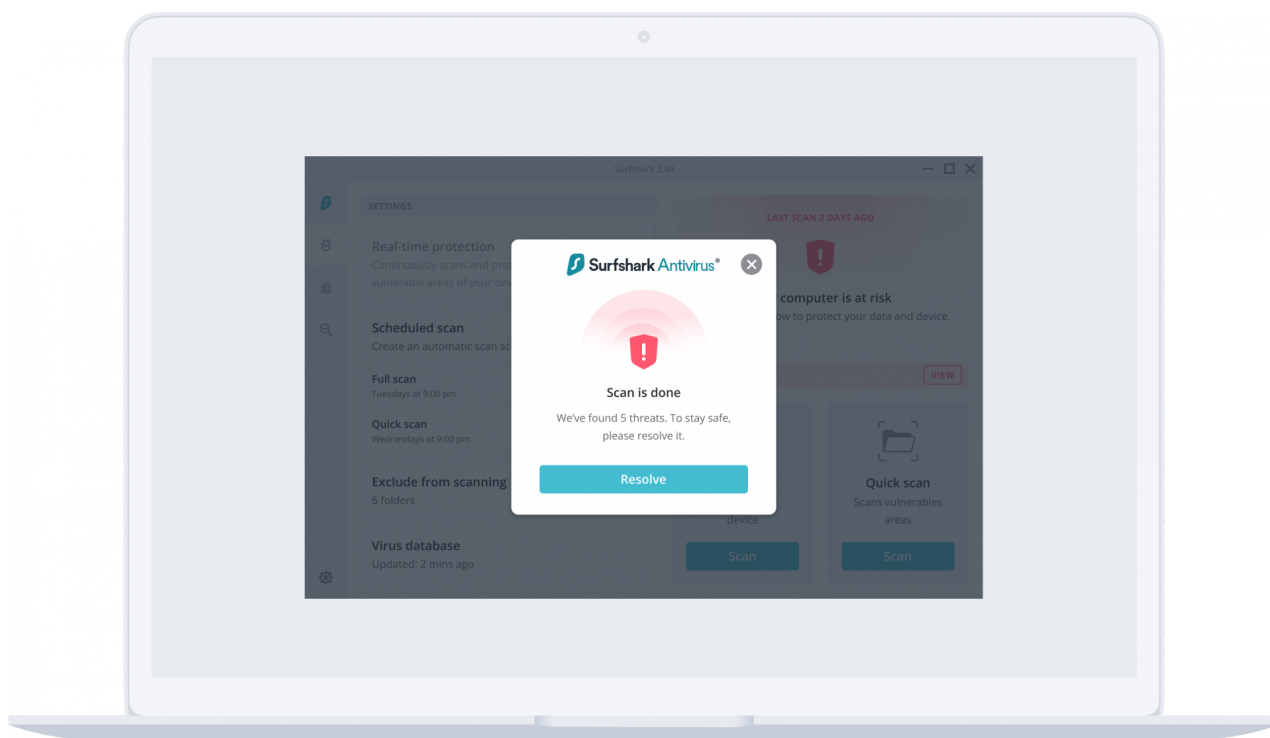 Surfshark 2.34
SETTINGS
Real-time protection
Continuously scans and
vulnerable areas of your
Scheduled scan
Create an automatic scan
Full scan
Tuesdays at 9:00 pm
Quick scan
Wednesdays at 9:00 pm
Exclude from scanning
6 folders
Virus database
Updated: 2 mins ago
Surfshark Antivirus®
Scan is done
We've found 5 threats. To stay safe,
please resolve it.
Resolve
LAST SCAN 2 DAYS AGO
computer is at risk
to protect your data and device.
VIEW
device
Scan
Quick scan
Scans vulnerables
areas
Scan